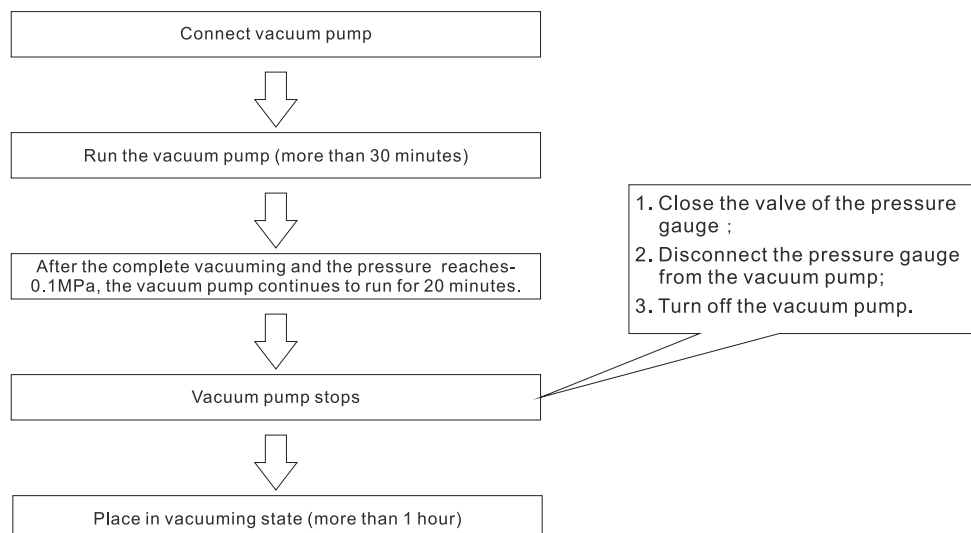 Connect vacuum pump
Run the vacuum pump (more than 30 minutes)
After the complete vacuuming and the pressure reaches-
0.1MPa, the vacuum pump continues to run for 20 minutes.
Vacuum pump stops
1. Close the valve of the pressure
gauge ;
2. Disconnect the pressure gauge
from the vacuum pump;
3. Turn off the vacuum pump.
Place in vacuuming state (more than 1 hour)